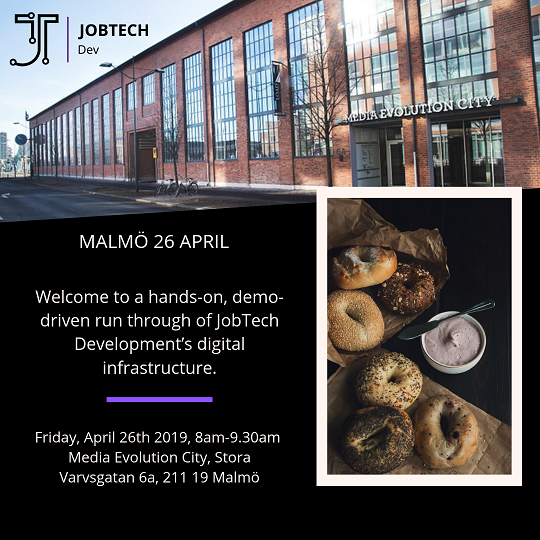 JOBTECH
Dev
MEDIA EVOLUTION CITY
MALMÖ 26 APRIL
Welcome to a hands-on, demo-
driven run through of JobTech
Development's digital
infrastructure.
Friday, April 26th 2019, 8am-9.30am
Media Evolution City, Stora
Varvsgatan 6a, 211 19 Malmö